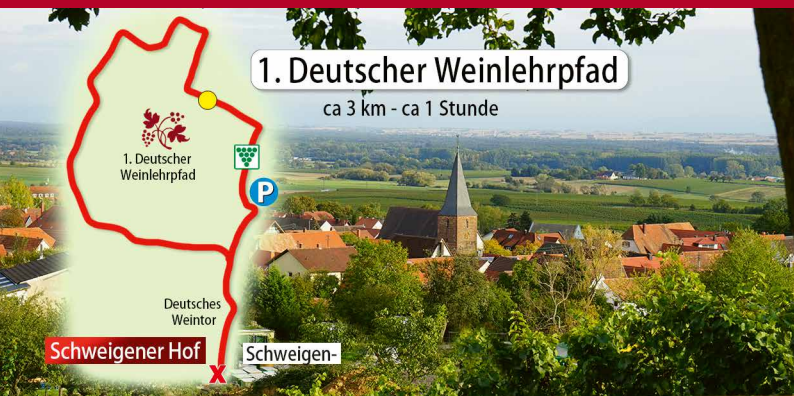 1. Deutscher Weinlehrpfad
ca 3 km - ca 1 Stunde
1. Deutscher
Weinlehrpfad
P
Deutsches
Weintor
Schweigener Hof
Schweigen-
X